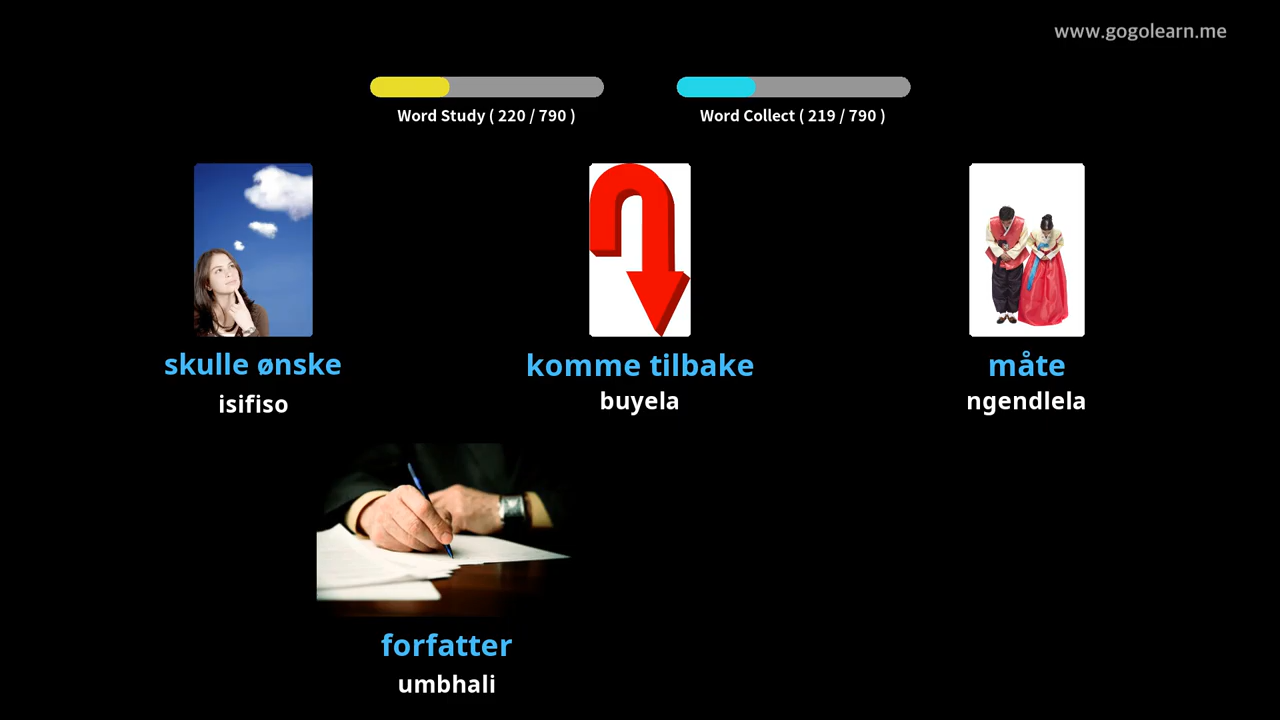 www.gogolearn.me
Word Study ( 220 / 790 )
Word Collect ( 219 / 790 )
skulle ønske
komme tilbake
måte
isifiso
buyela
ngendlela
forfatter
umbhali